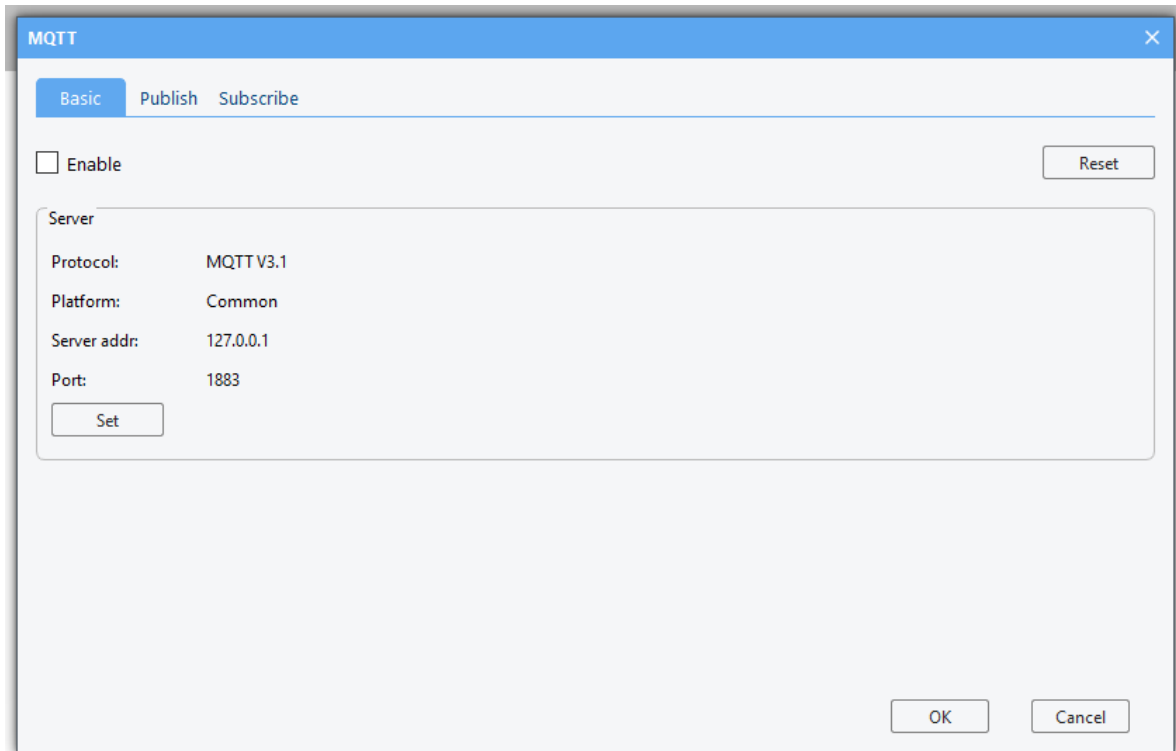 MQTT
Basic Publish Subscribe
Enable
Reset
Server
Protocol: MQTT V3.1
Platform: Common
Server addr: 127.0.0.1
Port: 1883
Set
OK Cancel